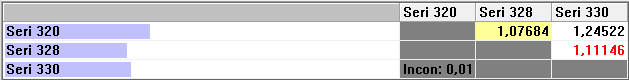 Seri 320 Seri 328 Seri 330
Seri 320 1,07684 1,24522
Seri 328 1,11146
Seri 330 Incon: 0,01